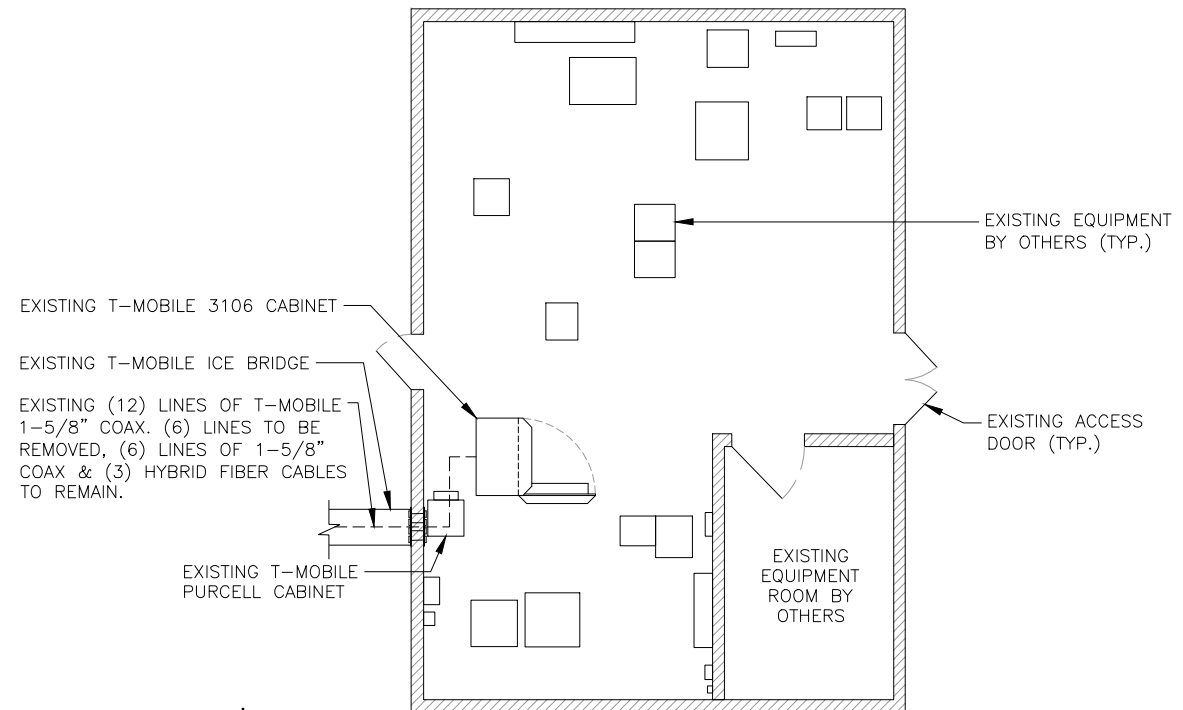 EXISTING EQUIPMENT
BY OTHERS (TYP.)
EXISTING T-MOBILE 3106 CABINET
EXISTING T-MOBILE ICE BRIDGE
EXISTING (12) LINES OF T-MOBILE
1-5/8" COAX. (6) LINES TO BE
REMOVED, (6) LINES OF 1-5/8"
COAX & (3) HYBRID FIBER CABLES
TO REMAIN.
EXISTING ACCESS
DOOR (TYP.)
EXISTING T-MOBILE
PURCELL CABINET
EXISTING
EQUIPMENT
ROOM BY
OTHERS